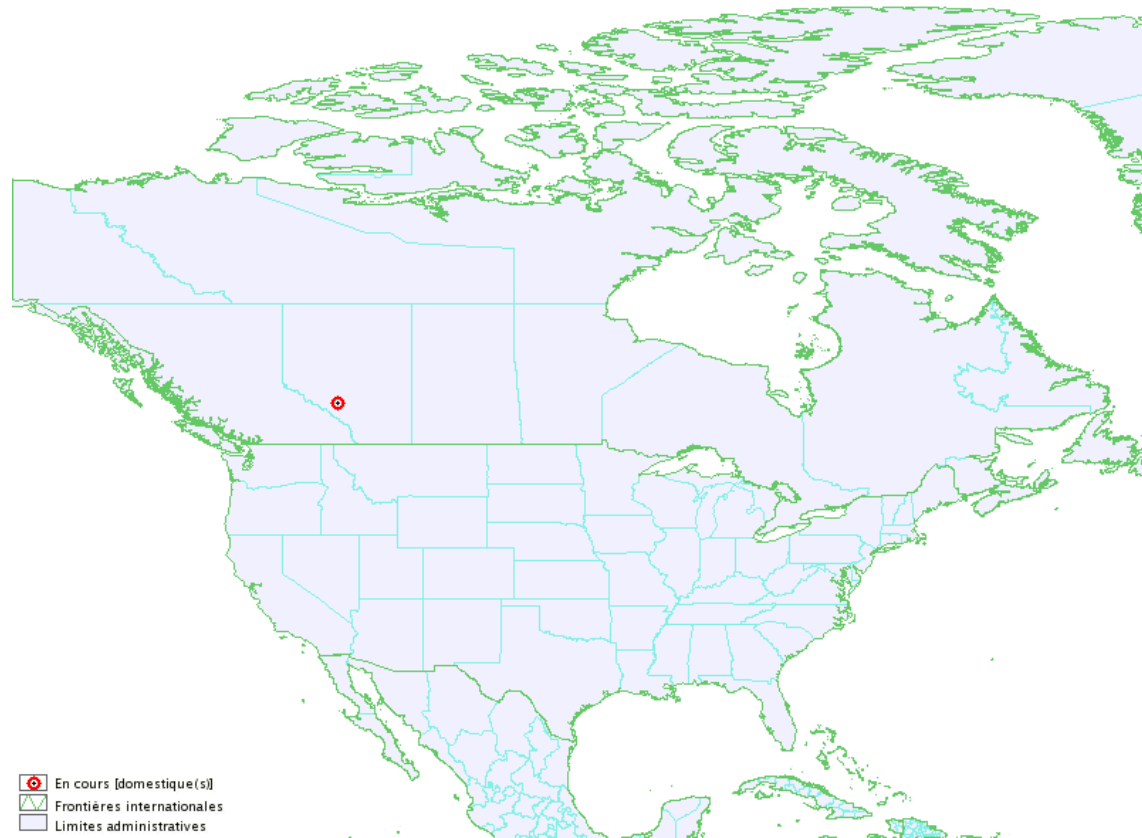 En cours [domestique(s)]
Frontières internationales
Limites administratives